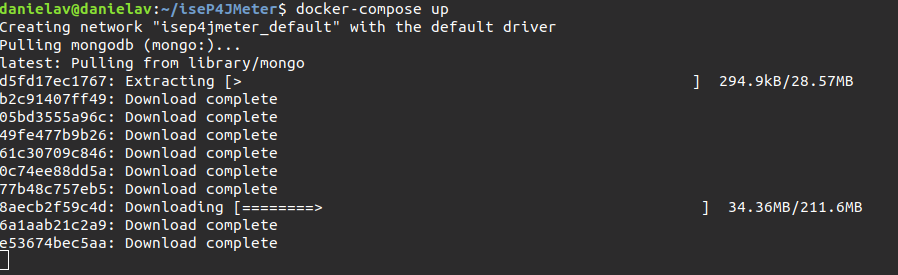 danielav@danielav:~/iseP4JMeter$ docker-compose up
Creating network "isep4jmeter_default" with the default driver
Pulling mongodb (mongo:)...
latest: Pulling from library/mongo
d5fd17ec1767: Extracting [>                                                  ]  294.9kB/28.57MB
b2c91407ff49: Download complete
05bd3555a96c: Download complete
49fe477b9b26: Download complete
61c30709c846: Download complete
0c74ee88dd5a: Download complete
77b48c757eb5: Download complete
8aecb2f59c4d: Downloading [========>                                          ]  34.36MB/211.6MB
6a1aab21c2a9: Download complete
e53674bec5aa: Download complete